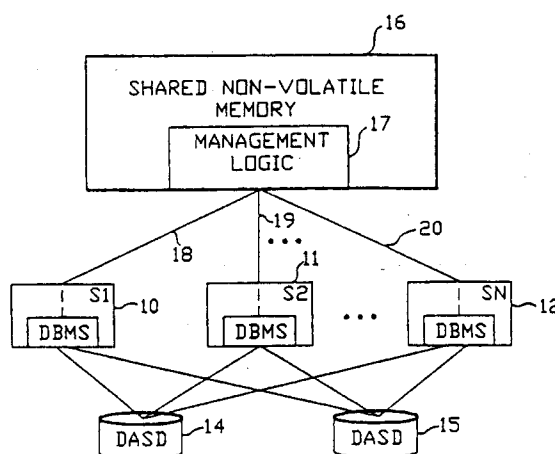 16
SHARED NON-VOLATILE
MEMORY
MANAGEMENT
LOGIC
17
18
19
20
11
S1
10
S2
SN
12
DBMS
DBMS
DBMS
DASD
14
DASD
15